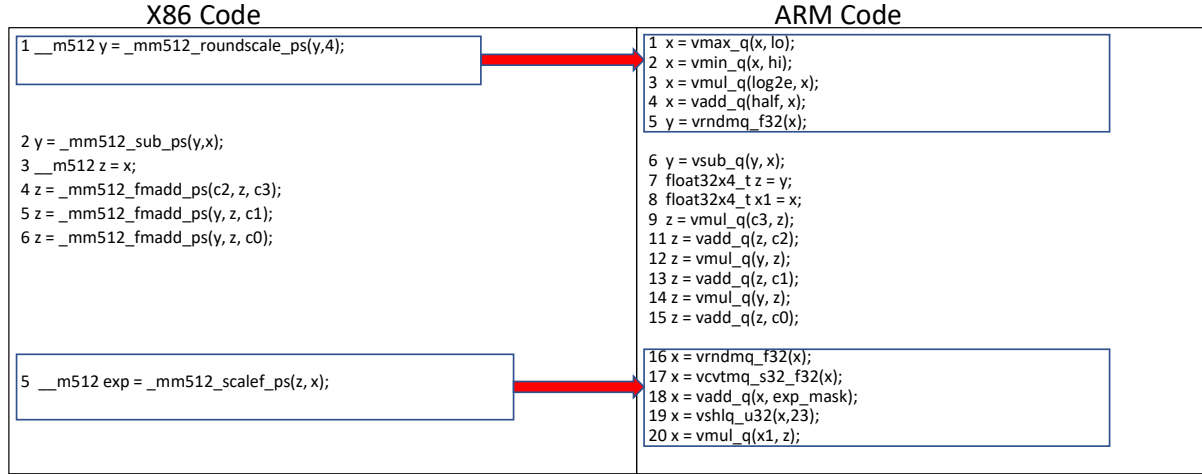 X86 Code
1 __m512 y = _mm512_roundscale_ps(y,4);
2 y = _mm512_sub_ps(y,x);
3 __m512 z = x;
4 z = _mm512_fmadd_ps(c2, z, c3);
5 z = _mm512_fmadd_ps(y, z, c1);
6 z = _mm512_fmadd_ps(y, z, c0);
5 __m512 exp = _mm512_scalef_ps(z, x);
ARM Code
1 x = vmax_q(x, lo);
2 x = vmin_q(x, hi);
3 x = vmul_q(log2e, x);
4 x = vadd_q(half, x);
5 y = vrndmq_f32(x);
6 y = vsub_q(y, x);
7 float32x4_t z = y;
8 float32x4_t x1 = x;
9 z = vmul_q(c3, z);
11 z = vadd_q(z, c2);
12 z = vmul_q(y, z);
13 z = vadd_q(z, c1);
14 z = vmul_q(y, z);
15 z = vadd_q(z, c0);
16 x = vrndmq_f32(x);
17 x = vcvtmq_s32_f32(x);
18 x = vadd_q(x, exp_mask);
19 x = vshlq_u32(x,23);
20 x = vmul_q(x1, z);